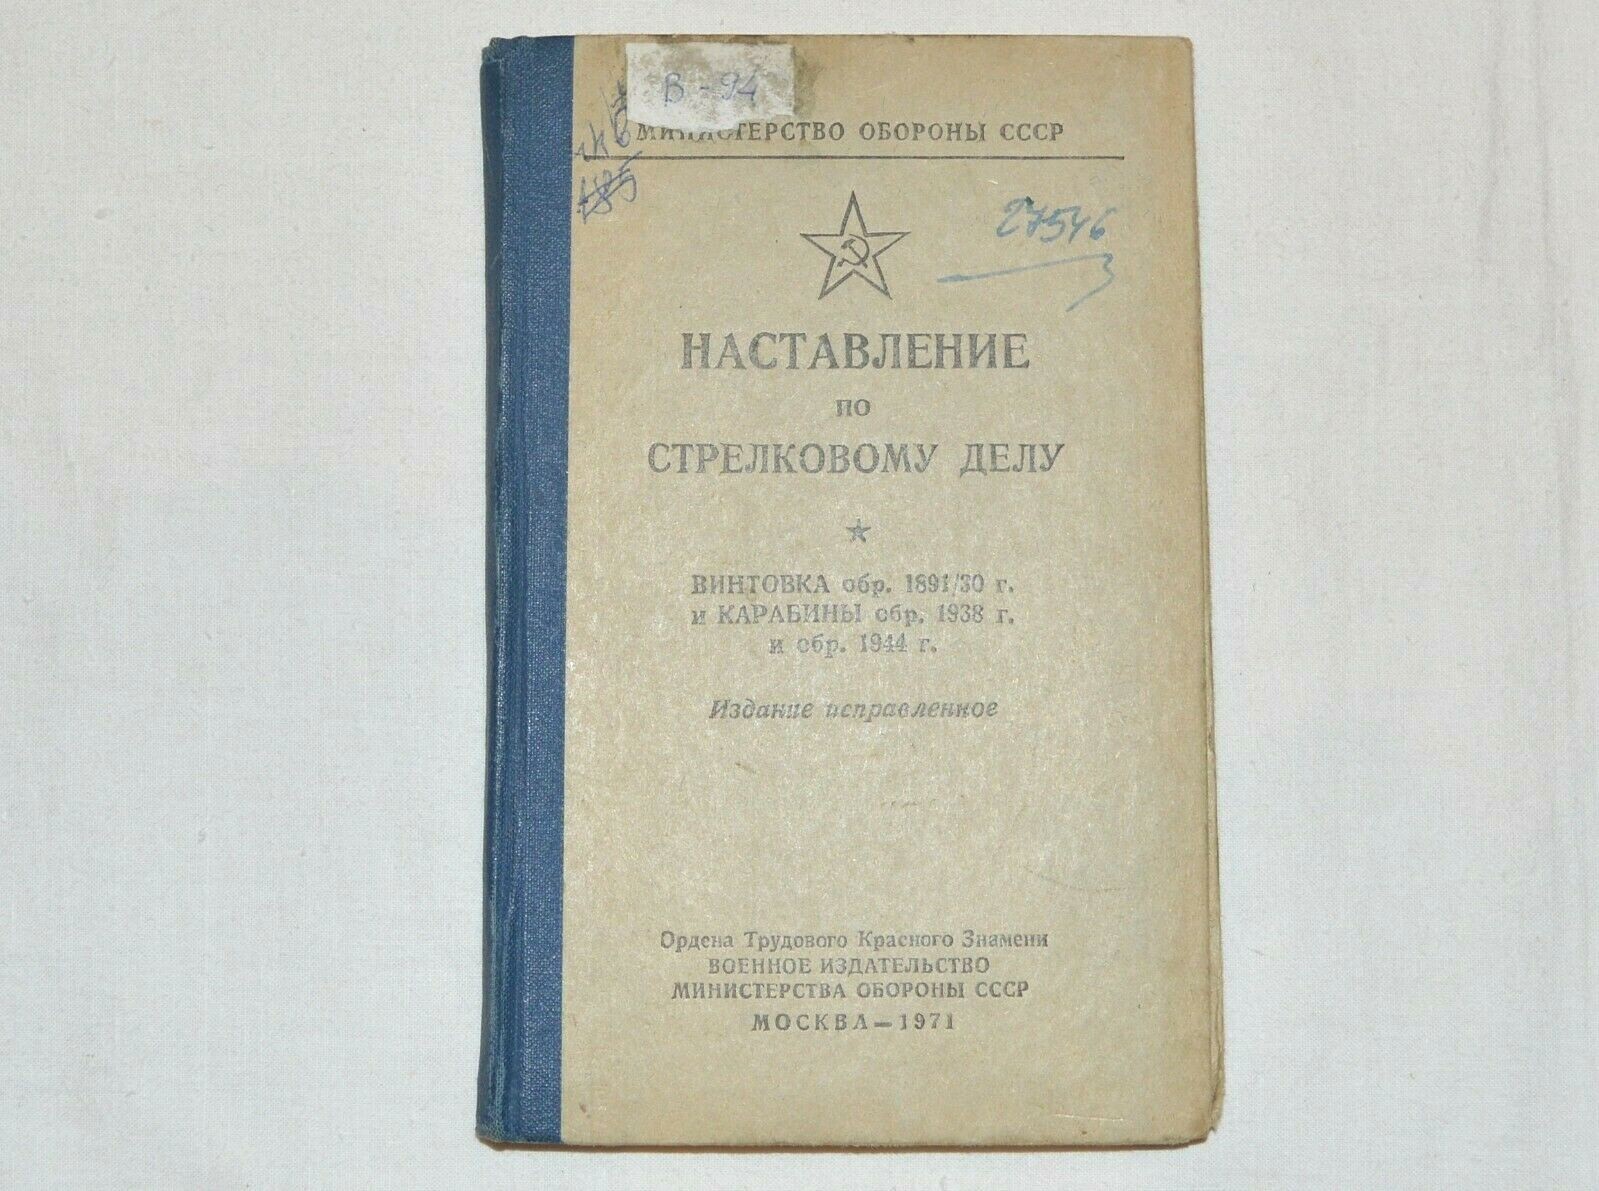 В-94
МИНИСТЕРСТВО ОБОРОНЫ СССР
27546
НАСТАВЛЕНИЕ
ПО
СТРЕЛКОВОМУ ДЕЛУ
ВИНТОВКА обр. 1891/30 г.
и КАРАБИНЫ обр. 1938 г.
и обр. 1944 г.
Издание исправленное
Ордена Трудового Красного Знамени
ВОЕННОЕ ИЗДАТЕЛЬСТВО
МИНИСТЕРСТВА ОБОРОНЫ СССР
МОСКВА—1971